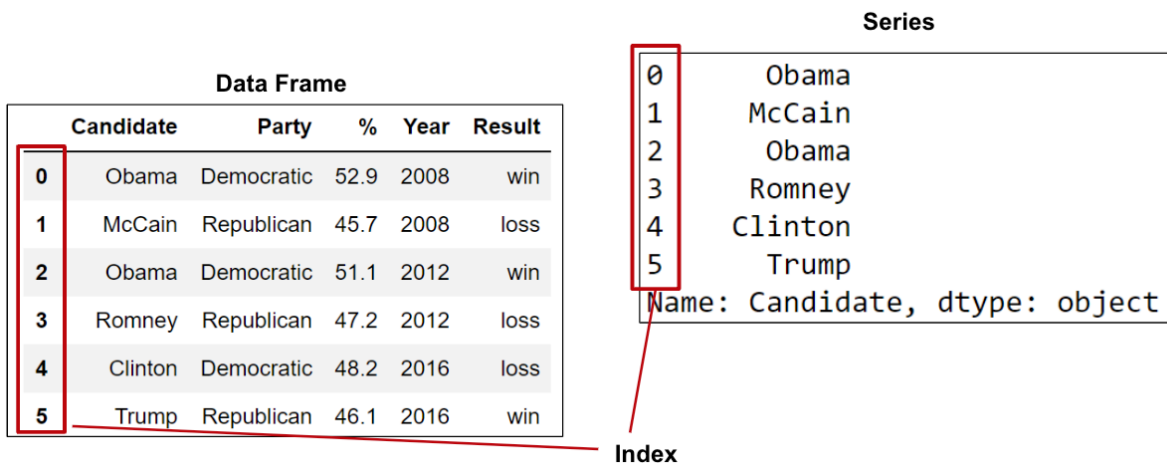 Data Frame
Candidate Party % Year Result
0 Obama Democratic 52.9 2008 win
1 McCain Republican 45.7 2008 loss
2 Obama Democratic 51.1 2012 win
3 Romney Republican 47.2 2012 loss
4 Clinton Democratic 48.2 2016 loss
5 Trump Republican 46.1 2016 win
Series
0 Obama
1 McCain
2 Obama
3 Romney
4 Clinton
5 Trump
Name: Candidate, dtype: object
Index